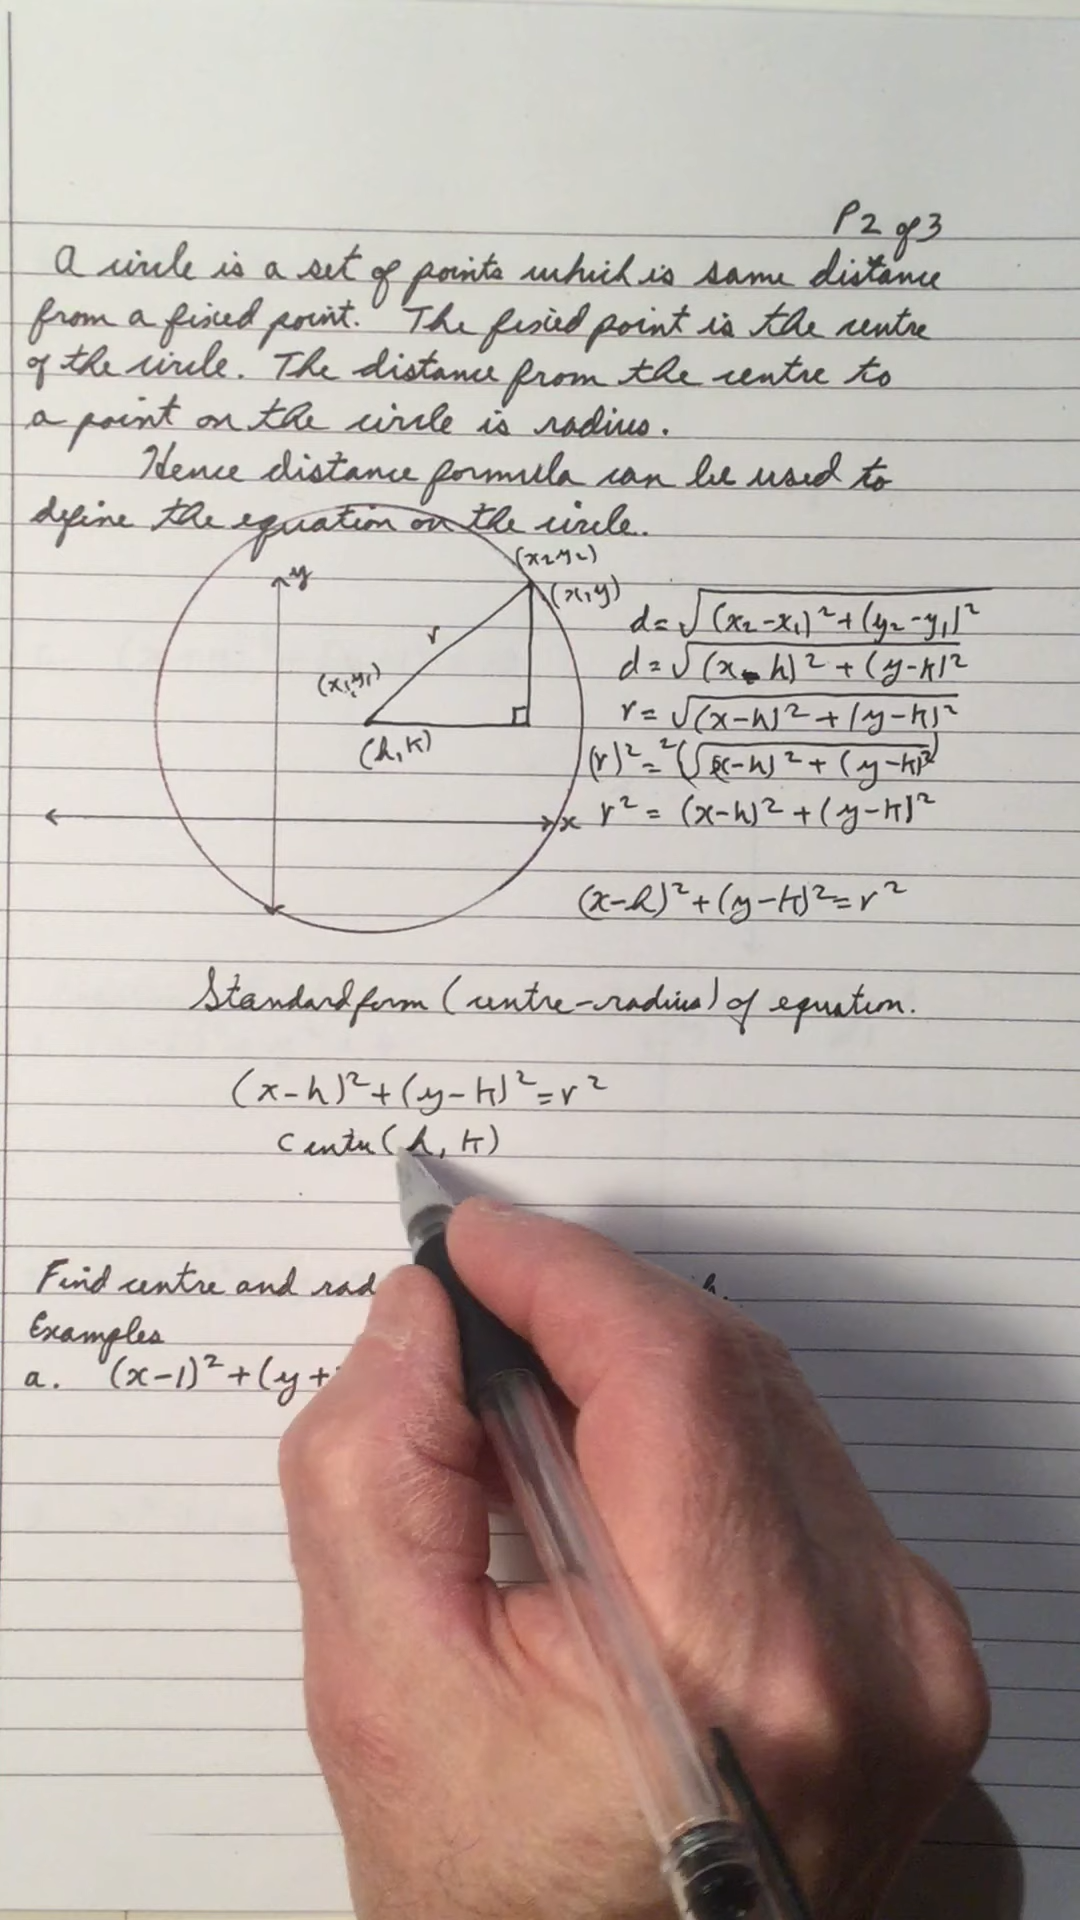 P2 of 3
A circle is a set of points which is same distance
from a fixed point. The fixed point is the centre
of the circle. The distance from the centre to
a point on the circle is radius.
Hence distance formula can be used to
define the equation on the circle.
(x₂y₂)
y
(x,y)
r
(x₁y₁)
(h,k)
x
d=√(x₂-x₁)²+(y₂-y₁)²
d=√(x-h)²+(y-k)²
r=√(x-h)²+(y-k)²
(r)²=²(√(x-h)²+(y-k)²)
r²=(x-h)²+(y-k)²
(x-h)²+(y-k)²=r²
Standard form (centre-radius) of equation.
(x-h)²+(y-k)²=r²
Centre (h, k)
Find centre and rad
Examples
a. (x-1)²+(y+